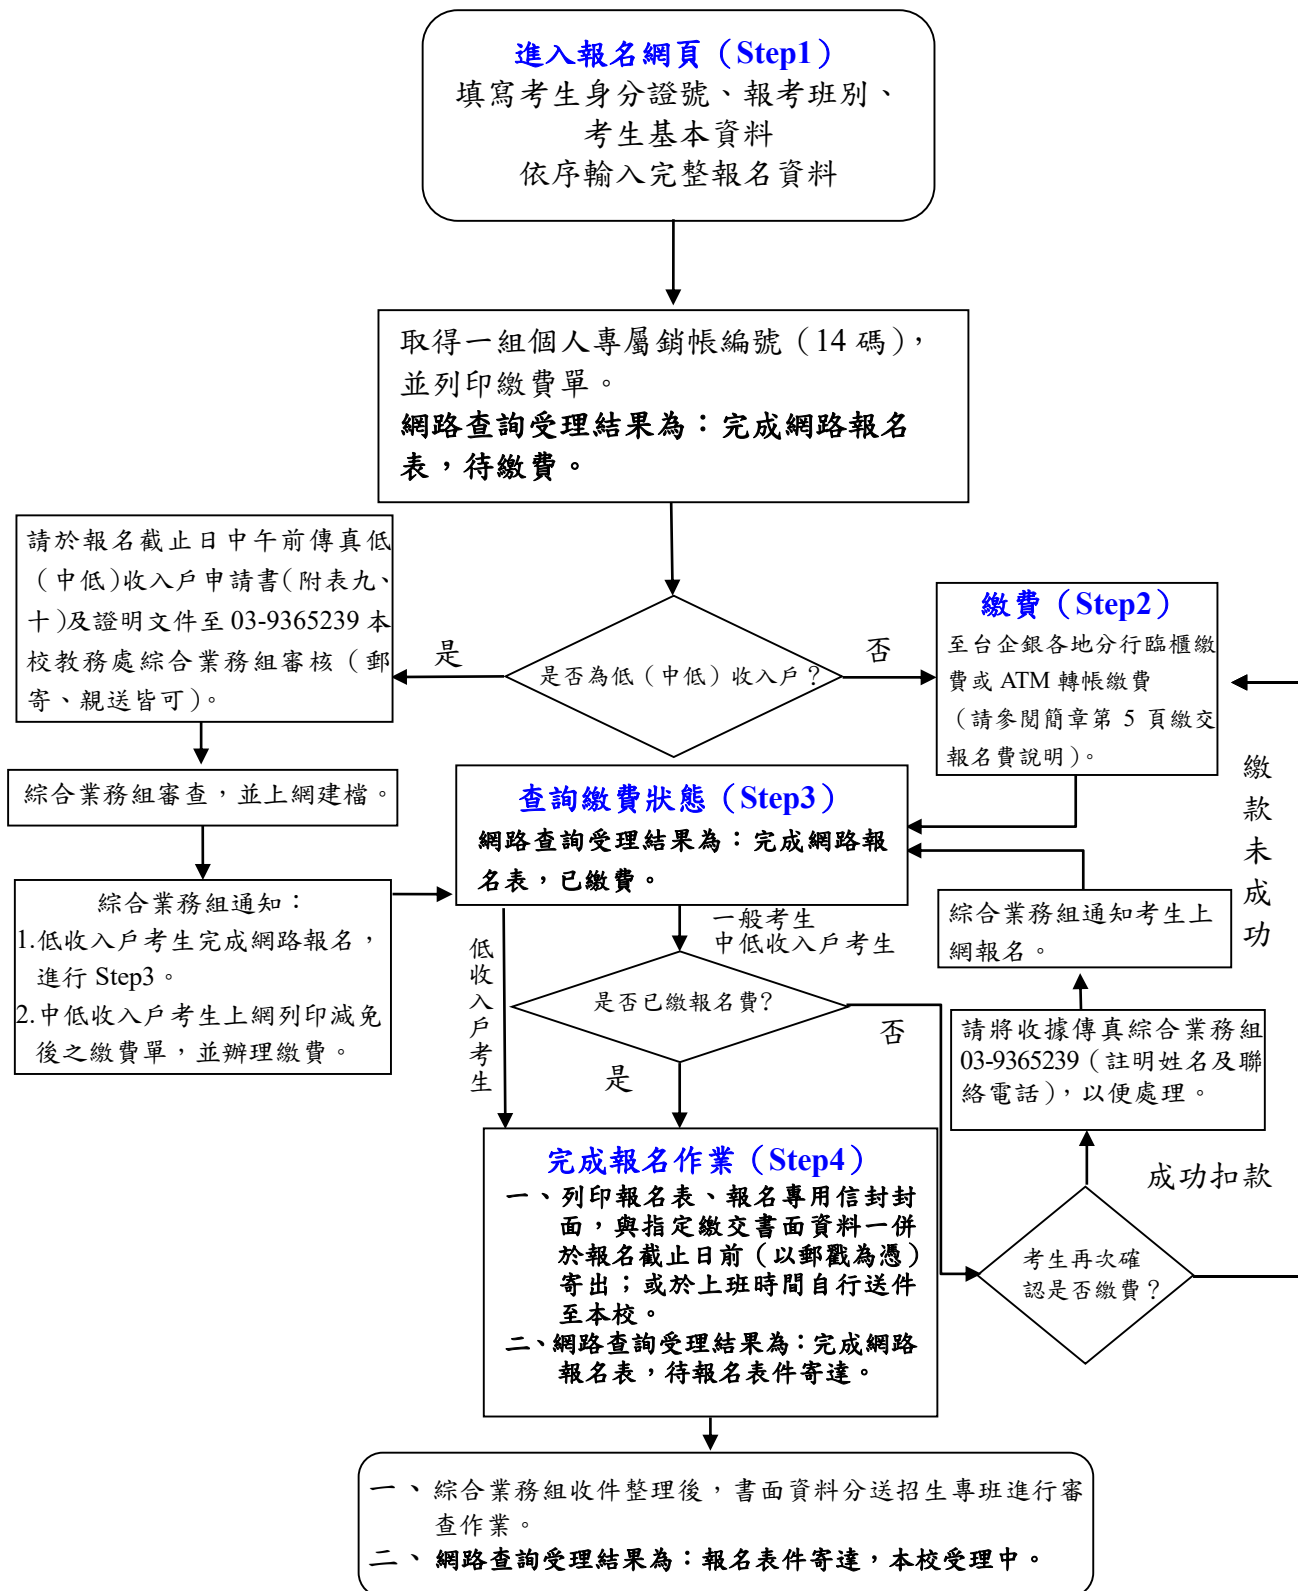 進入報名網頁（Step1）
填寫考生身分證號、報考班別、
考生基本資料
依序輸入完整報名資料
取得一組個人專屬銷帳編號（14 碼），
並列印繳費單。
網路查詢受理結果為：完成網路報名
表，待繳費。
請於報名截止日中午前傳真低
（中低）收入戶申請書（附表九、
十）及證明文件至 03-9365239 本
校教務處綜合業務組審核（郵
寄、親送皆可）。
是
是否為低（中低）收入戶？
否
繳費（Step2）
至台企銀各地分行臨櫃繳
費或 ATM 轉帳繳費
（請參閱簡章第 5 頁繳交
報名費說明）。
繳款未成功
綜合業務組審查，並上網建檔。
綜合業務組通知：
1.低收入戶考生完成網路報名，
進行 Step3。
2.中低收入戶考生上網列印減免
後之繳費單，並辦理繳費。
查詢繳費狀態（Step3）
網路查詢受理結果為：完成網路報
名表，已繳費。
低收入戶考生
一般考生
中低收入戶考生
是否已繳報名費?
否
是
綜合業務組通知考生上
網報名。
請將收據傳真綜合業務組
03-9365239（註明姓名及聯
絡電話），以便處理。
成功扣款
考生再次確
認是否繳費？
完成報名作業（Step4）
一、列印報名表、報名專用信封封
面，與指定繳交書面資料一併
於報名截止日前（以郵戳為憑）
寄出；或於上班時間自行送件
至本校。
二、網路查詢受理結果為：完成網路
報名表，待報名表件寄達。
一、綜合業務組收件整理後，書面資料分送招生專班進行審
查作業。
二、網路查詢受理結果為：報名表件寄達，本校受理中。